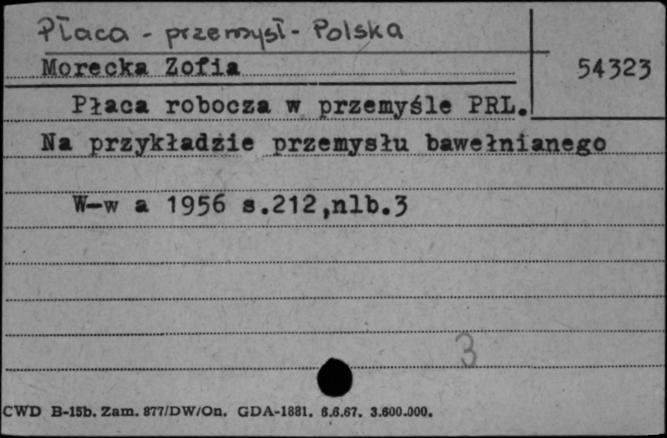 Płaca - przemysł - Polska
Morecka Zofia
54323
Płaca robocza w przemyśle PRL.
Na przykładzie przemysłu bawełnianego
W-w a 1956 s.212,nlb.3
3
CWD B-15b. Zam. 877/DW/On. GDA-1881. 6.6.67. 3.600.000.